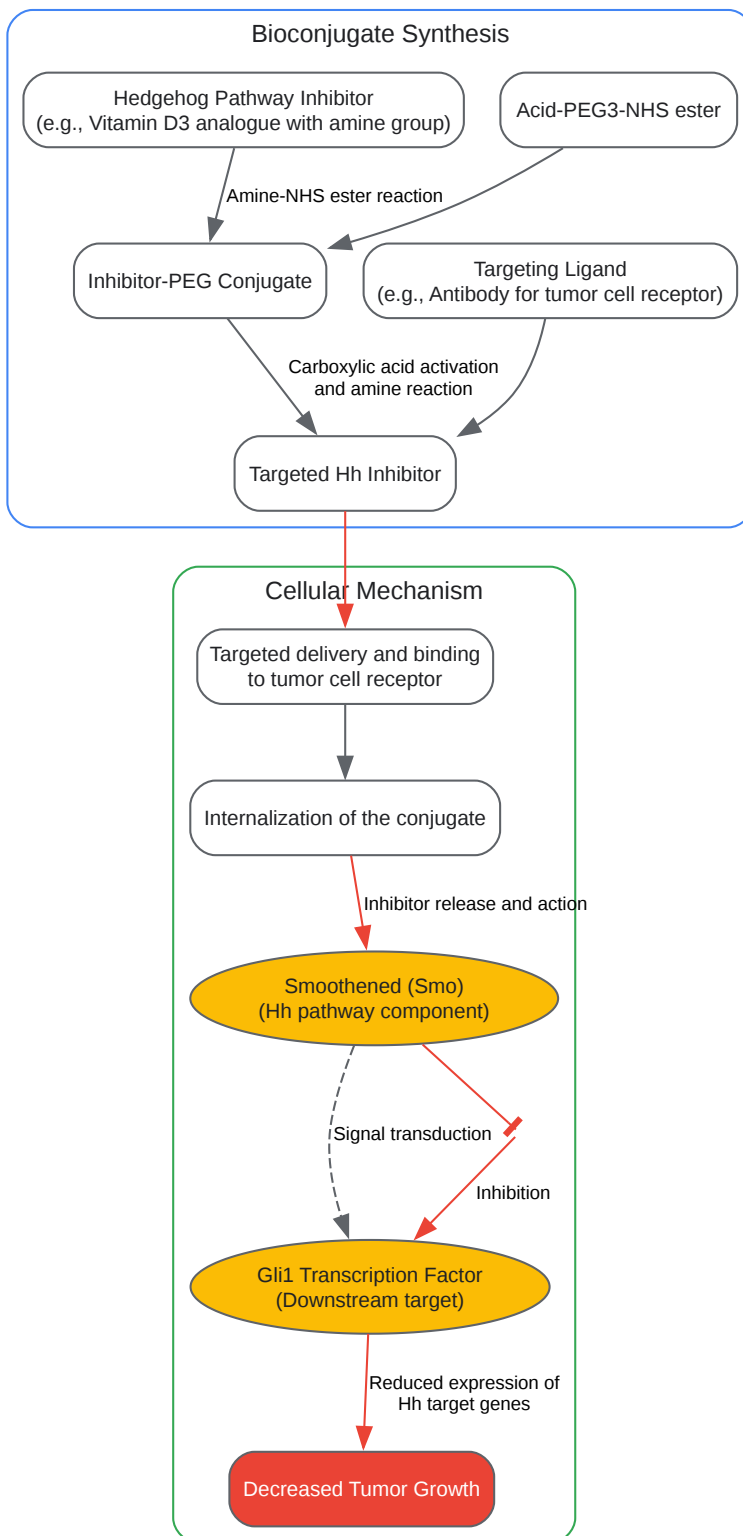 Bioconjugate Synthesis
Hedgehog Pathway Inhibitor
(e.g., Vitamin D3 analogue with amine group)
Acid-PEG3-NHS ester
Amine-NHS ester reaction
Inhibitor-PEG Conjugate
Targeting Ligand
(e.g., Antibody for tumor cell receptor)
Carboxylic acid activation
and amine reaction
Targeted Hh Inhibitor
Cellular Mechanism
Targeted delivery and binding
to tumor cell receptor
Internalization of the conjugate
Inhibitor release and action
Smoothened (Smo)
(Hh pathway component)
Signal transduction
Inhibition
Gli1 Transcription Factor
(Downstream target)
Reduced expression of
Hh target genes
Decreased Tumor Growth